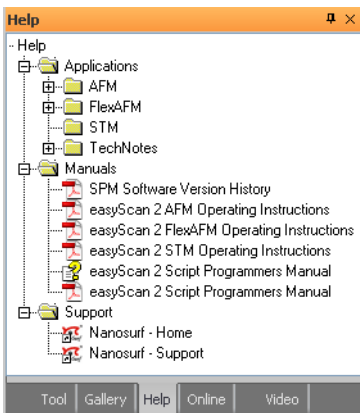 Help
Help
Applications
AFM
FlexAFM
STM
TechNotes
Manuals
SPM Software Version History
easyScan 2 AFM Operating Instructions
easyScan 2 FlexAFM Operating Instructions
easyScan 2 STM Operating Instructions
easyScan 2 Script Programmers Manual
easyScan 2 Script Programmers Manual
Support
Nanosurf - Home
Nanosurf - Support
Tool Gallery Help Online Video